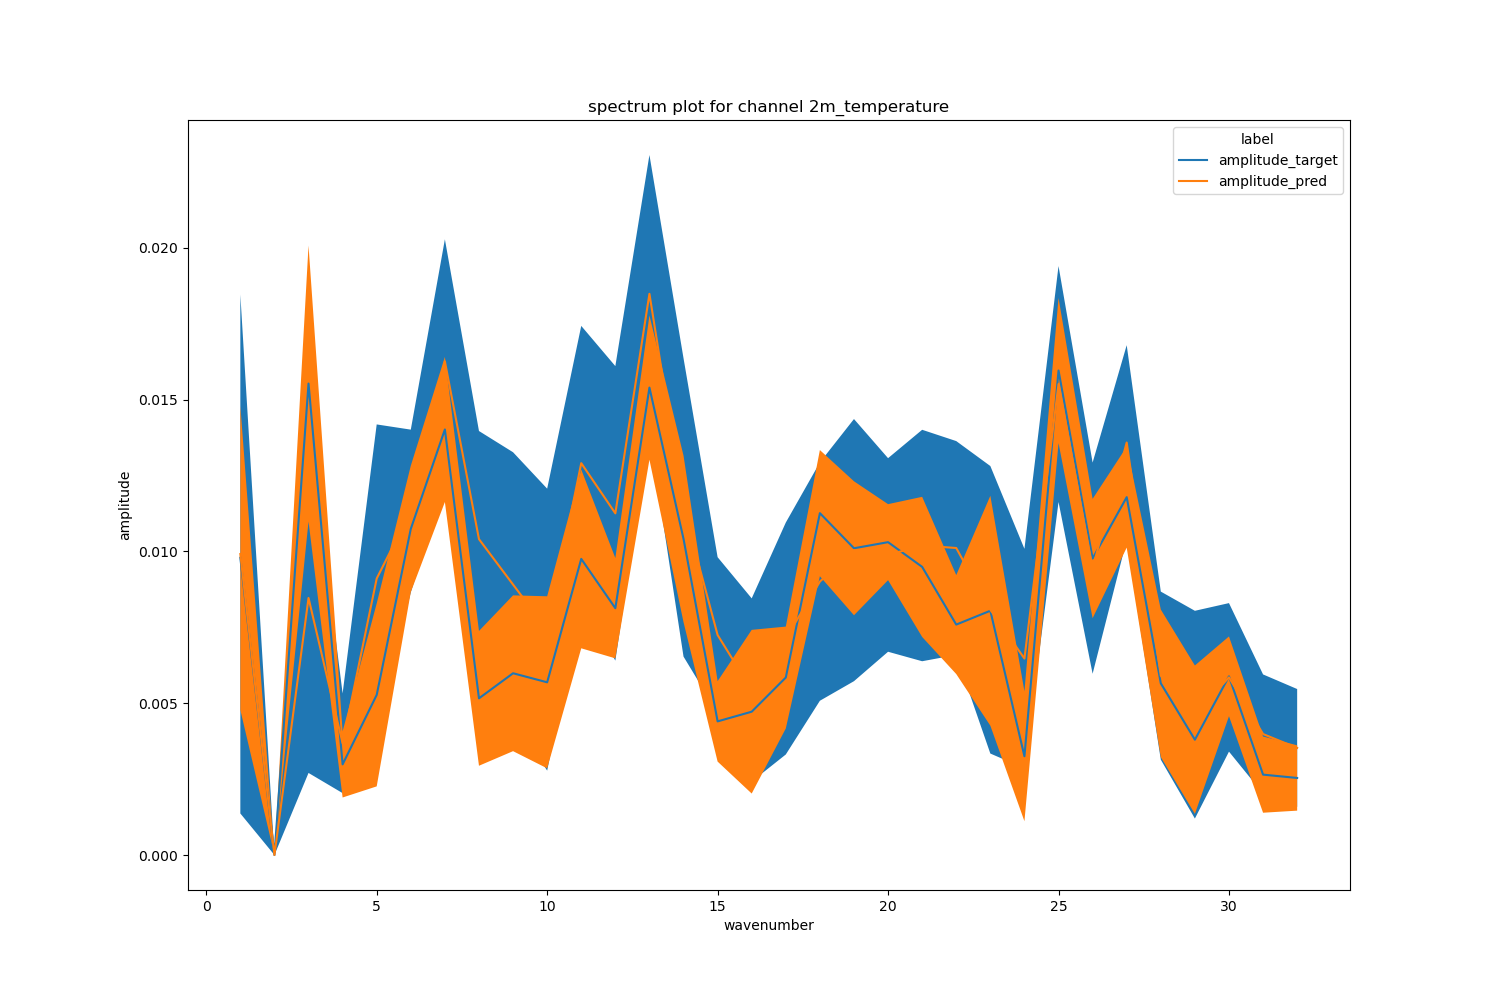 spectrum plot for channel 2m_temperature
label
amplitude_target
amplitude_pred
0.020
0.015
0.010
0.005
0.000
amplitude
0 5 10 15 20 25 30
wavenumber